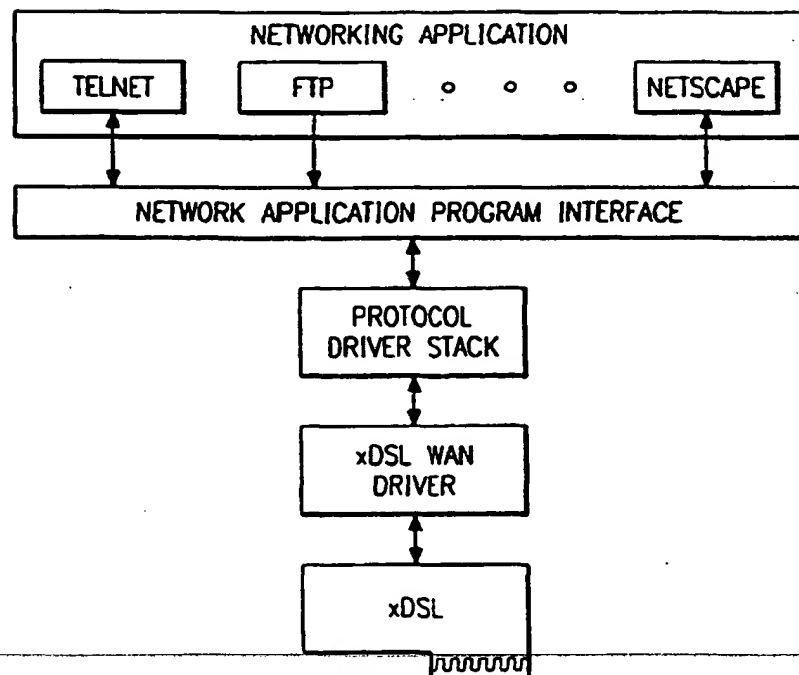 NETWORKING APPLICATION
TELNET
FTP
NETSCAPE
NETWORK APPLICATION PROGRAM INTERFACE
PROTOCOL
DRIVER STACK
xDSL WAN
DRIVER
xDSL